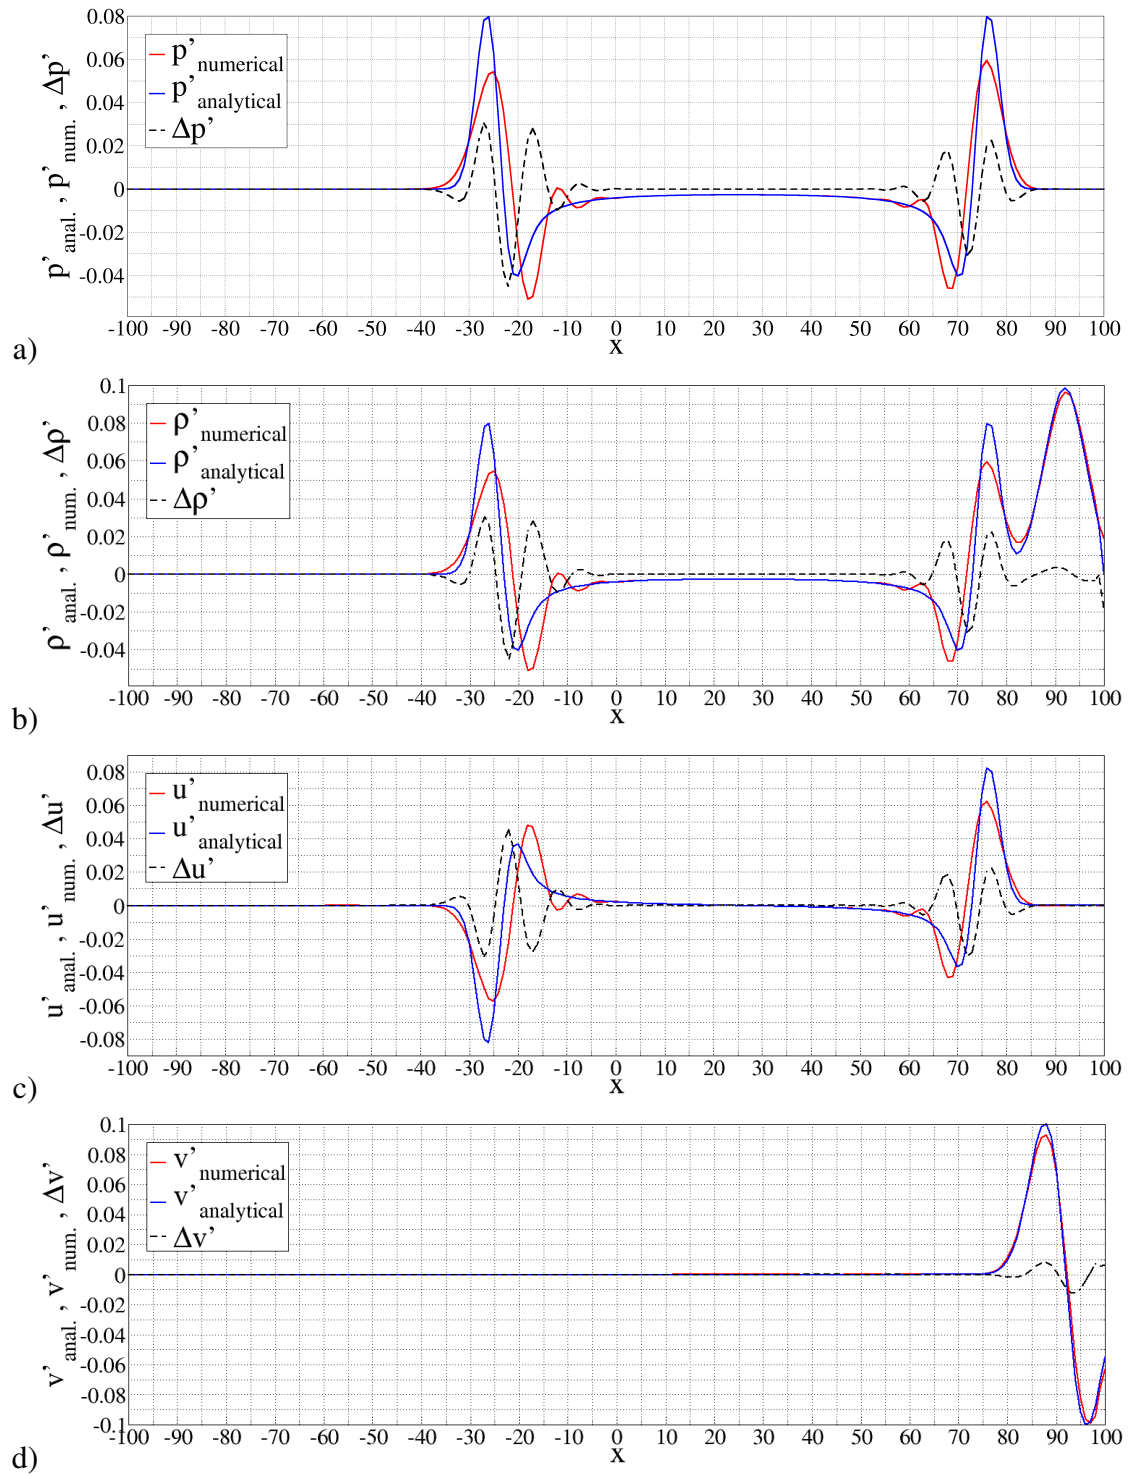 0.08
0.06
0.04
0.02
0
-0.02
-0.04
p'anal. , p'num. , Δp'
p'numerical
p'analytical
Δp'
-100 -90 -80 -70 -60 -50 -40 -30 -20 -10 0 10 20 30 40 50 60 70 80 90 100
x
a)
0.1
0.08
0.06
0.04
0.02
0
-0.02
-0.04
ρ'anal. , ρ'num. , Δρ'
ρ'numerical
ρ'analytical
Δρ'
-100 -90 -80 -70 -60 -50 -40 -30 -20 -10 0 10 20 30 40 50 60 70 80 90 100
x
b)
0.08
0.06
0.04
0.02
0
-0.02
-0.04
-0.06
-0.08
u'anal. , u'num. , Δu'
u'numerical
u'analytical
Δu'
-100 -90 -80 -70 -60 -50 -40 -30 -20 -10 0 10 20 30 40 50 60 70 80 90 100
x
c)
0.1
0.08
0.06
0.04
0.02
0
-0.02
-0.04
-0.06
-0.08
-0.1
v'anal. , v'num. , Δv'
v'numerical
v'analytical
Δv'
-100 -90 -80 -70 -60 -50 -40 -30 -20 -10 0 10 20 30 40 50 60 70 80 90 100
x
d)